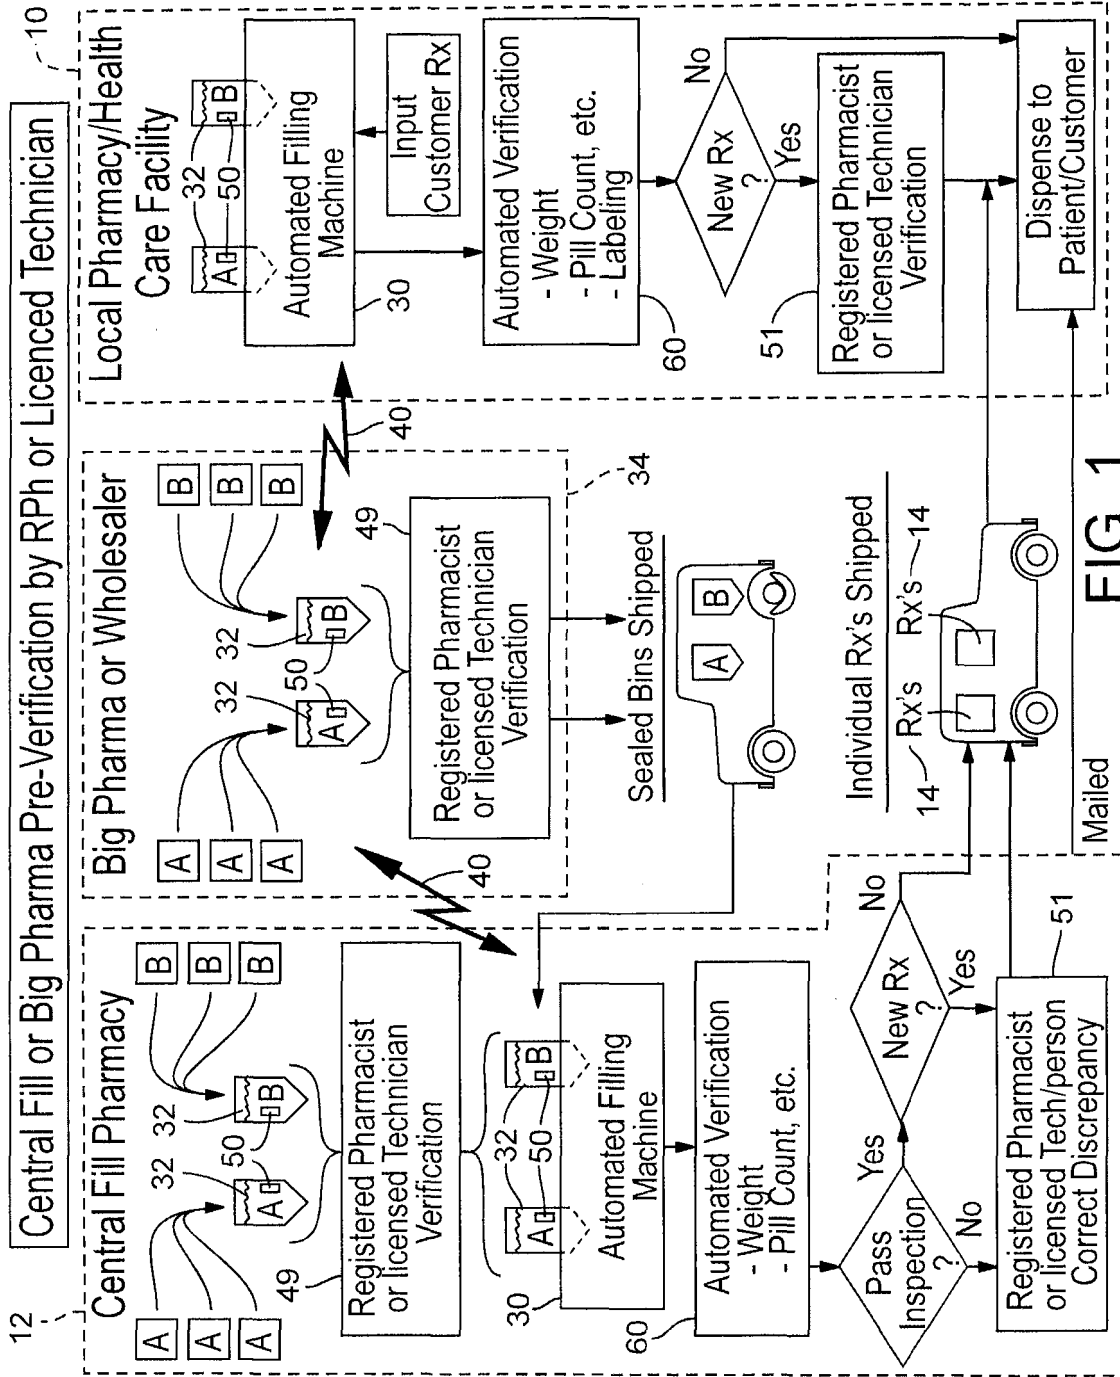 Central Fill or Big Pharma Pre-Verification by RPh or Licenced Technician
12
Central Fill Pharmacy
A
A
A
B
B
B
32
32
A
B
50
49
Registered Pharmacist
or licensed Technician
Verification
32
A
B
50
30
Automated Filling
Machine
60
Automated Verification
- Weight
- Pill Count, etc.
Pass
Inspection
?
Yes
No
New Rx
?
No
Yes
Registered Pharmacist
or licensed Tech/person
Correct Discrepancy
51
40
Big Pharma or Wholesaler
A
A
A
B
B
B
32
32
A
B
50
49
Registered Pharmacist
or licensed Technician
Verification
34
Sealed Bins Shipped
A
B
Individual Rx's Shipped
14
Rx's
Rx's
14
Mailed
40
10
Local Pharmacy/Health
Care Facility
32
A
B
50
Automated Filling
Machine
30
Input
Customer Rx
Automated Verification
- Weight
- Pill Count, etc.
- Labeling
60
New Rx
?
No
Yes
51
Registered Pharmacist
or licensed Technician
Verification
Dispense to
Patient/Customer
FIG. 1